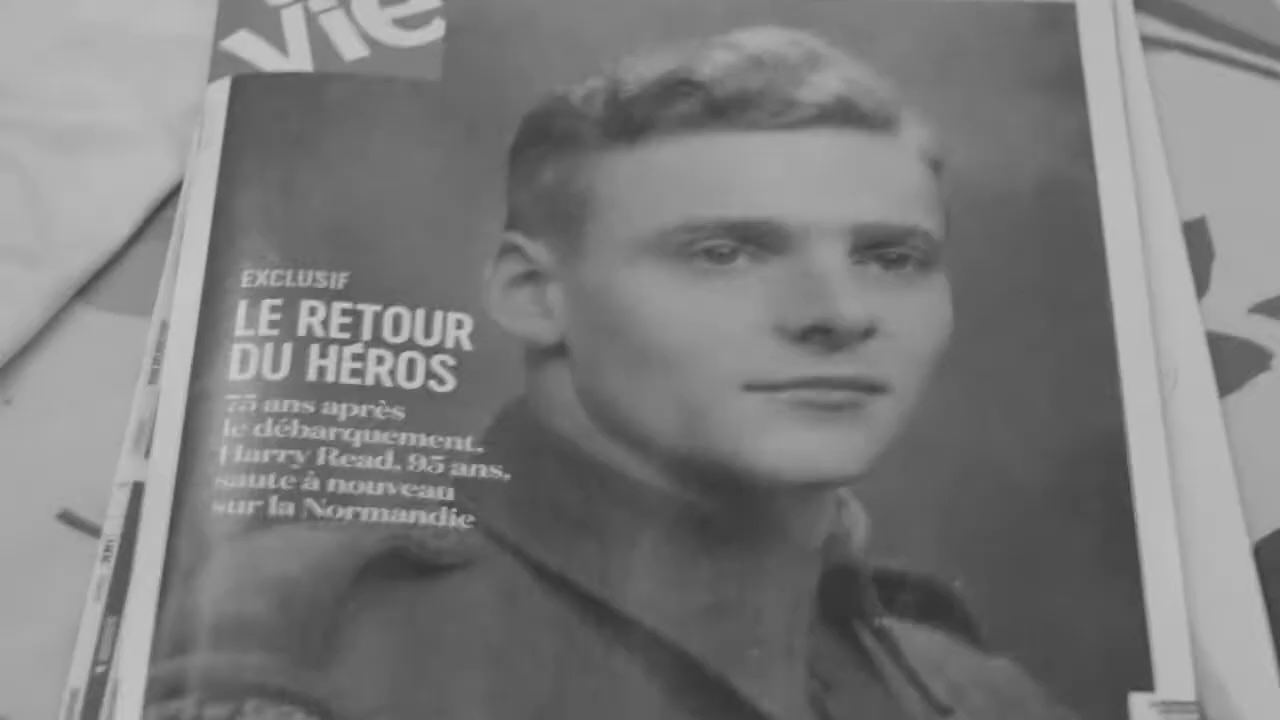 vie
EXCLUSIF
LE RETOUR
DU HÉROS
75 ans après
le débarquement,
Harry Read, 95 ans,
saute à nouveau
sur la Normandie